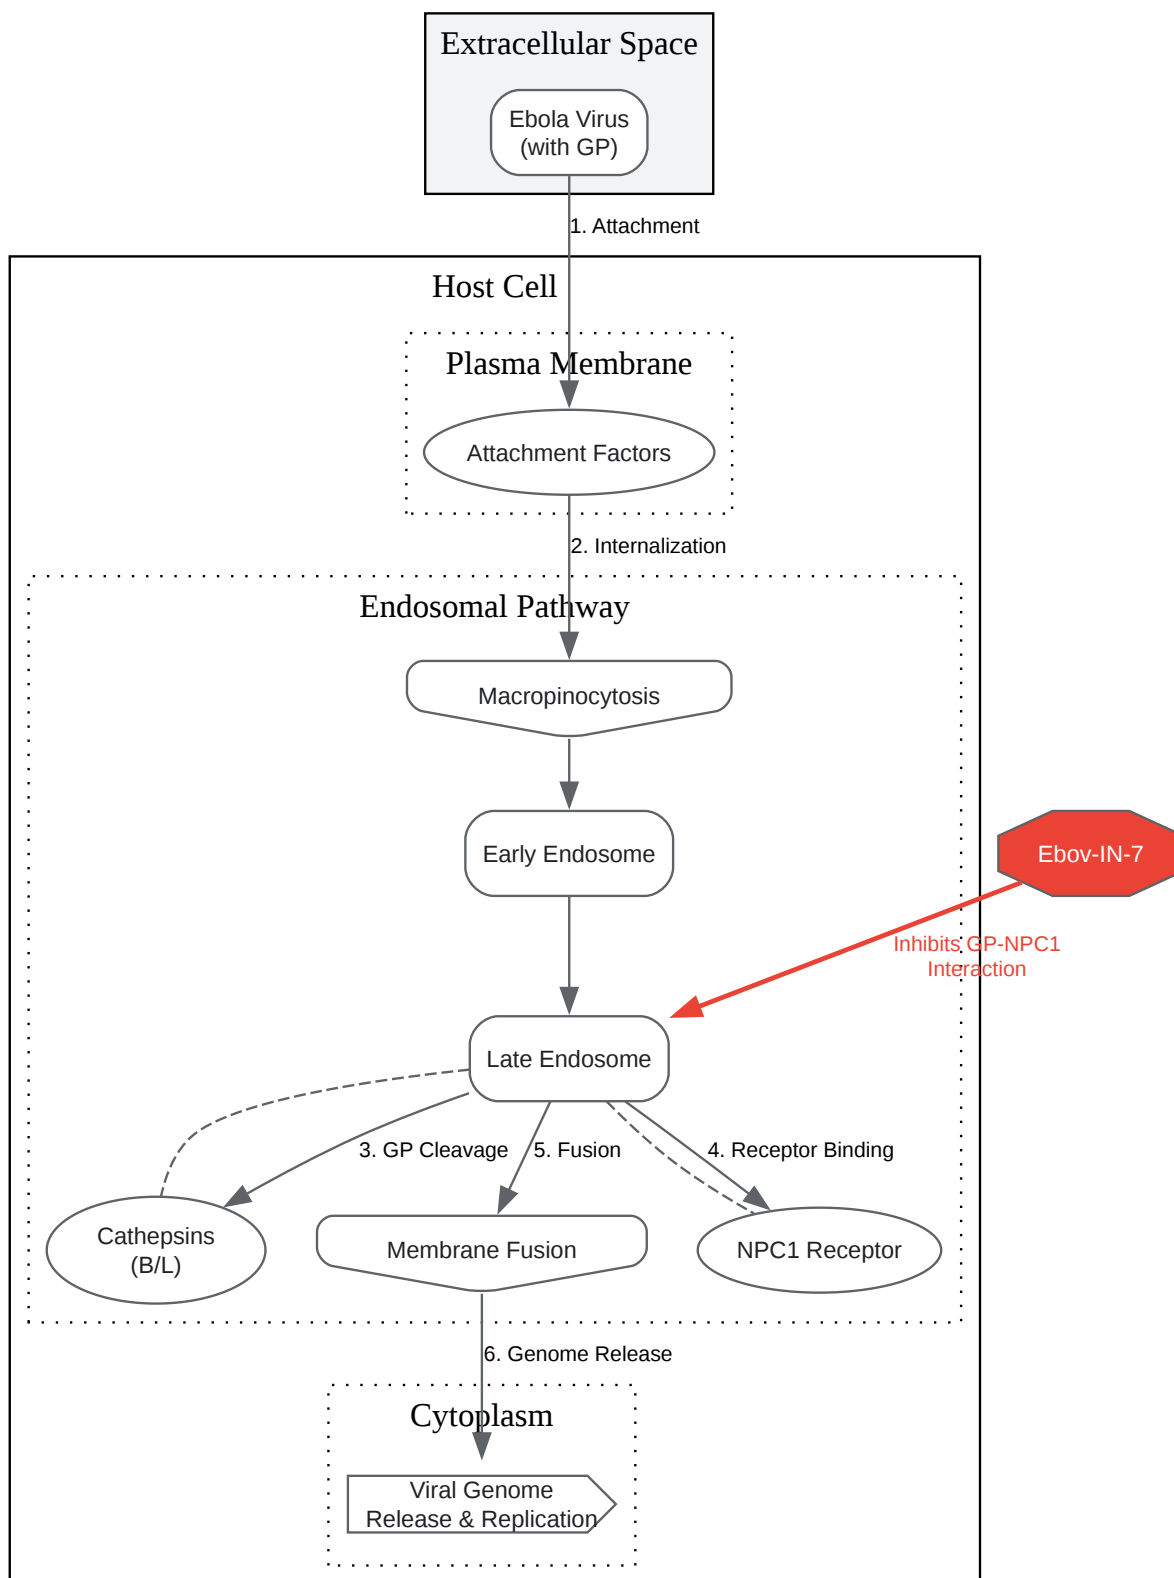 Extracellular Space
Ebola Virus
(with GP)
1. Attachment
Host Cell
Plasma Membrane
Attachment Factors
2. Internalization
Endosomal Pathway
Macropinocytosis
Early Endosome
Ebov-IN-7
Inhibits GP-NPC1
Interaction
Late Endosome
3. GP Cleavage
5. Fusion
4. Receptor Binding
Cathepsins
(B/L)
Membrane Fusion
NPC1 Receptor
6. Genome Release
Cytoplasm
Viral Genome
Release & Replication